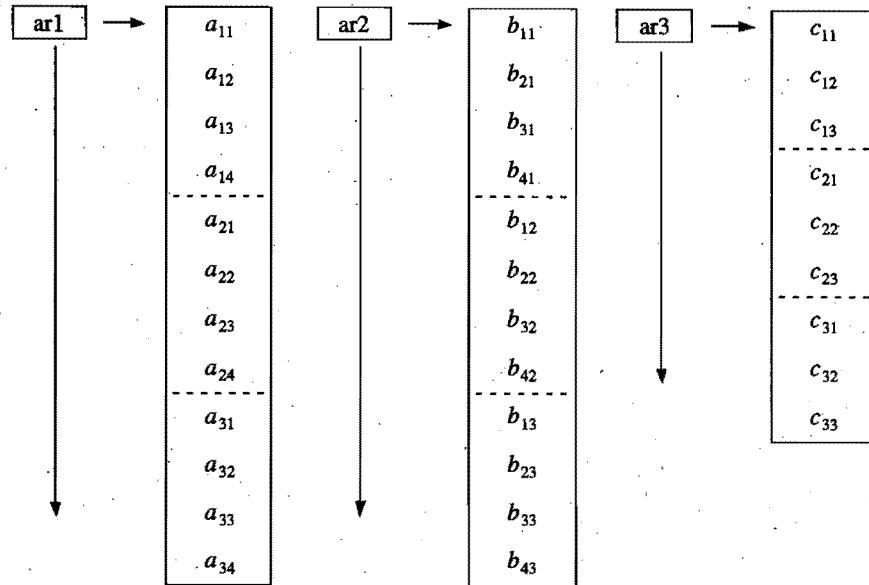 ar1 a₁₁ ar2 b₁₁ ar3 c₁₁
a₁₂ b₂₁ c₁₂
a₁₃ b₃₁ c₁₃
a₁₄ b₄₁ c₂₁
a₂₁ b₁₂ c₂₂
a₂₂ b₂₂ c₂₃
a₂₃ b₃₂ c₃₁
a₂₄ b₄₂ c₃₂
a₃₁ b₁₃ c₃₃
a₃₂ b₂₃
a₃₃ b₃₃
a₃₄ b₄₃